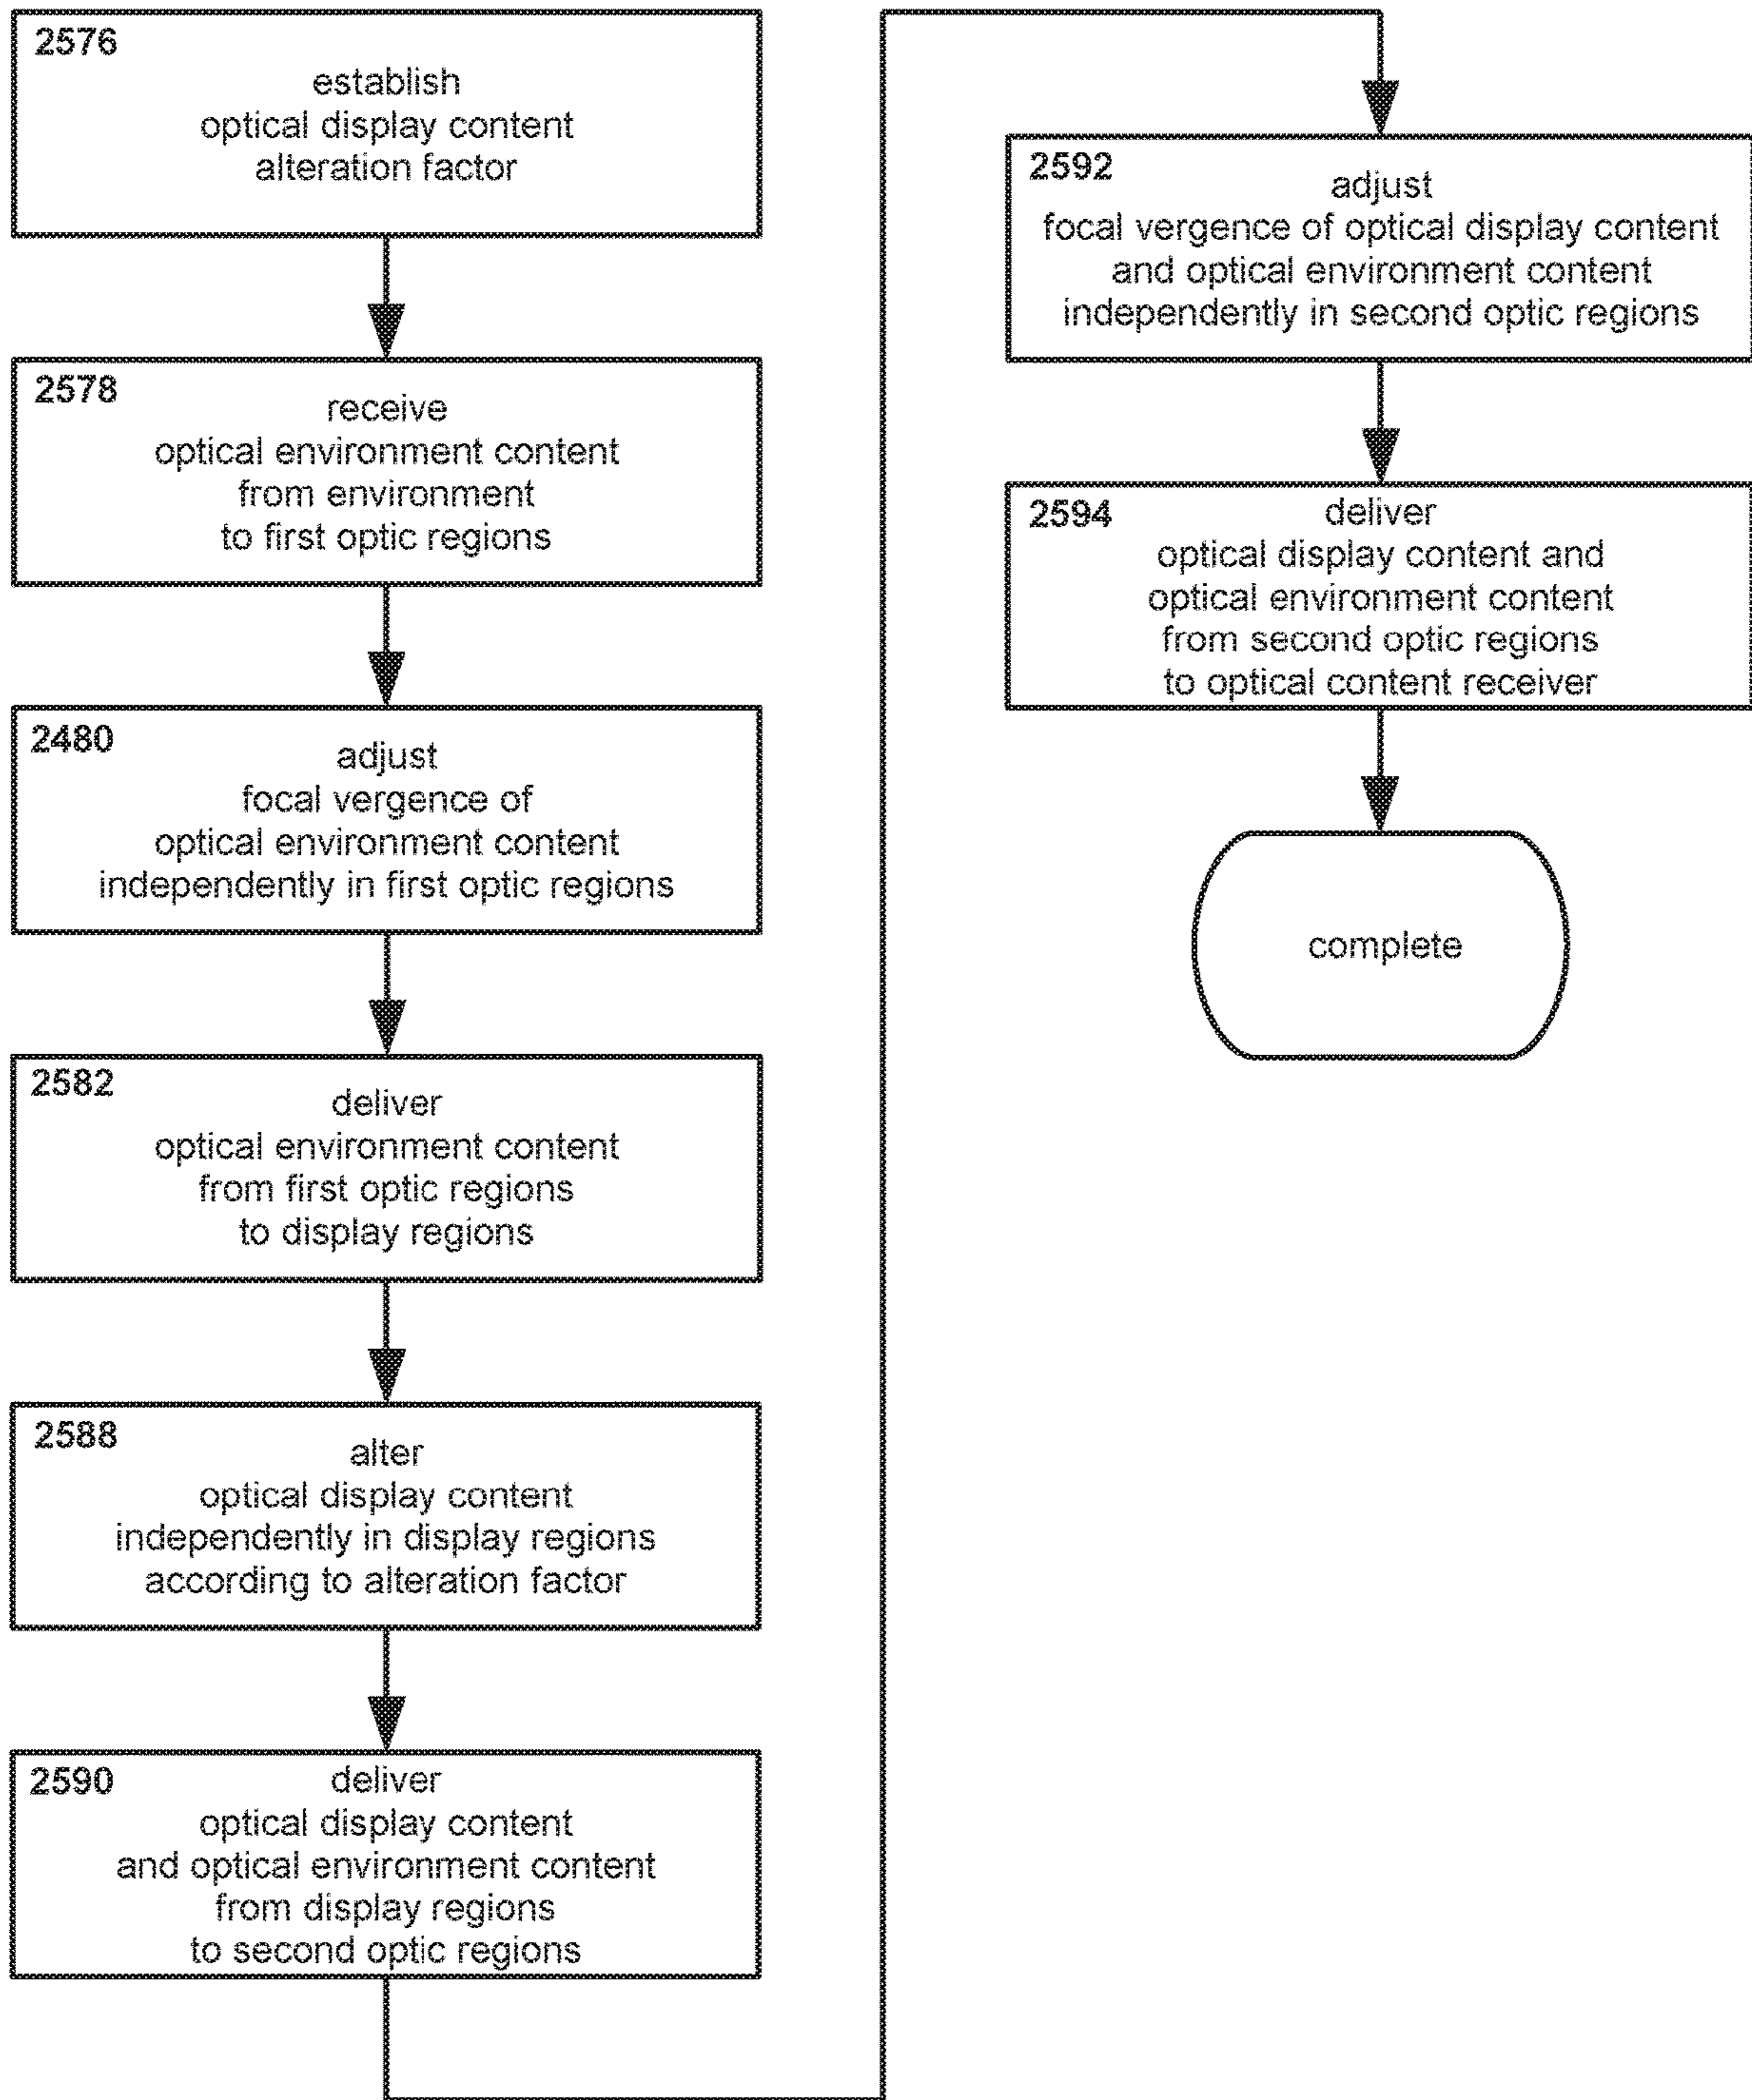 2576
establish
optical display content
alteration factor
2578
receive
optical environment content
from environment
to first optic regions
2480
adjust
focal vergence of
optical environment content
independently in first optic regions
2582
deliver
optical environment content
from first optic regions
to display regions
2588
alter
optical display content
independently in display regions
according to alteration factor
2590
deliver
optical display content
and optical environment content
from display regions
to second optic regions
2592
adjust
focal vergence of optical display content
and optical environment content
independently in second optic regions
2594
deliver
optical display content and
optical environment content
from second optic regions
to optical content receiver
complete